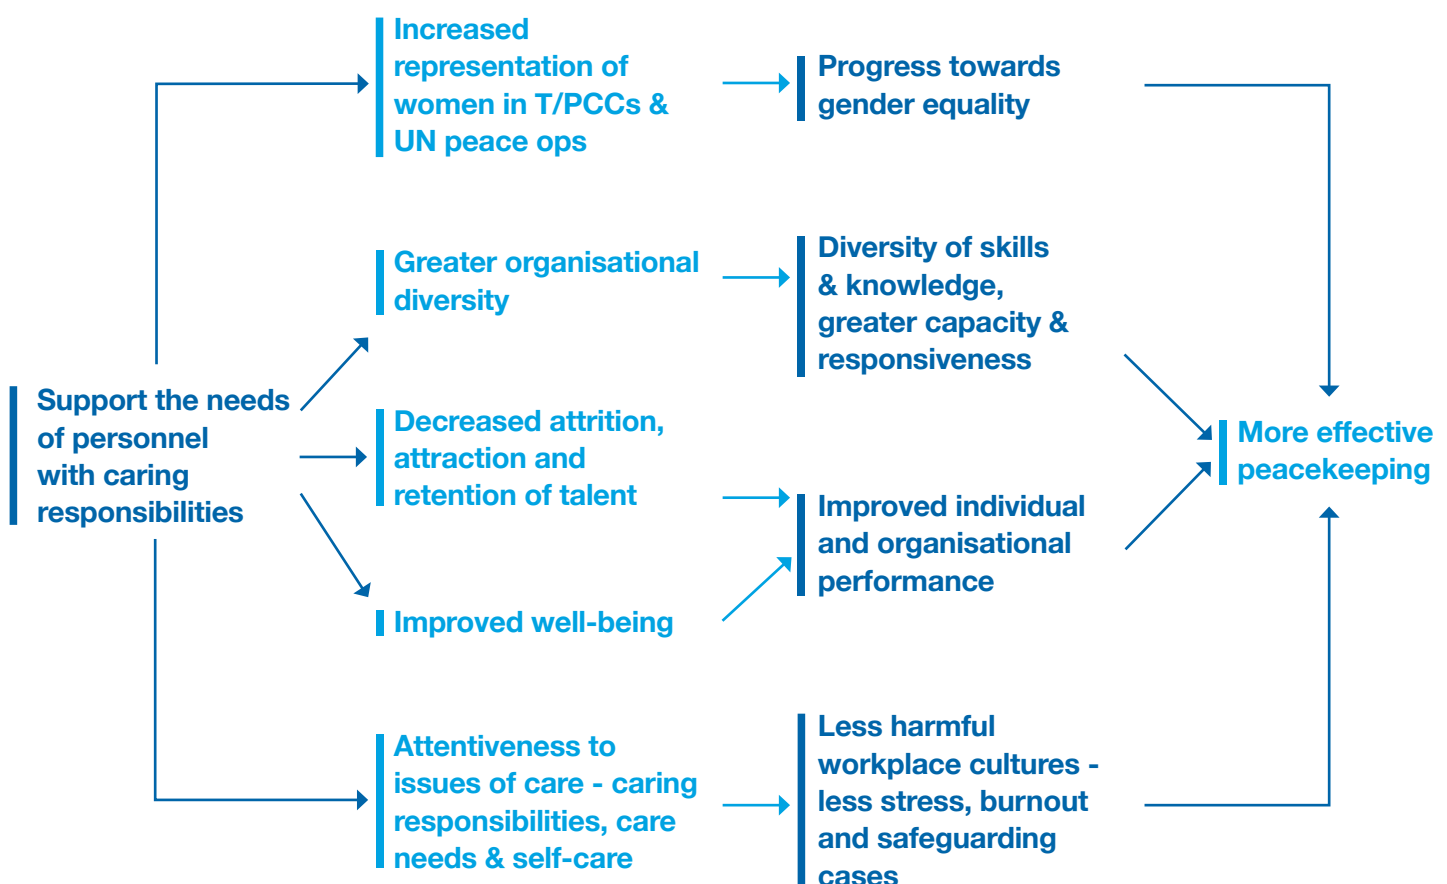 Increased
representation of
women in T/PCCs &
UN peace ops
Progress towards
gender equality
Greater organisational
diversity
Diversity of skills
& knowledge,
greater capacity &
responsiveness
Support the needs
of personnel
with caring
responsibilities
Decreased attrition,
attraction and
retention of talent
More effective
peacekeeping
Improved individual
and organisational
performance
Improved well-being
Attentiveness to
issues of care - caring
responsibilities, care
needs & self-care
Less harmful
workplace cultures -
less stress, burnout
and safeguarding
cases